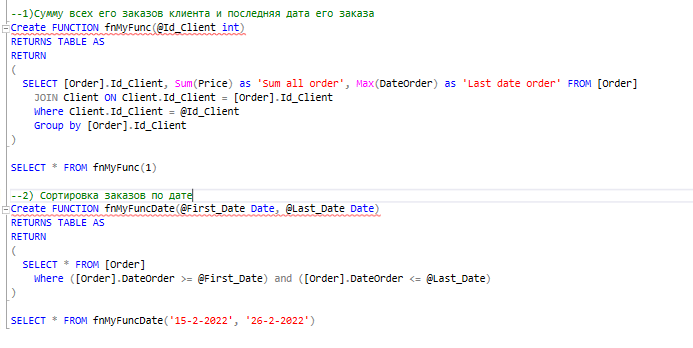 --1)Сумму всех его заказов клиента и последняя дата его заказа
Create FUNCTION fnMyFunc(@Id_Client int)
RETURNS TABLE AS
RETURN
(
SELECT [Order].Id_Client, Sum(Price) as 'Sum all order', Max(DateOrder) as 'Last date order' FROM [Order]
JOIN Client ON Client.Id_Client = [Order].Id_Client
Where Client.Id_Client = @Id_Client
Group by [Order].Id_Client
)
SELECT * FROM fnMyFunc(1)
--2) Сортировка заказов по дате
Create FUNCTION fnMyFuncDate(@First_Date Date, @Last_Date Date)
RETURNS TABLE AS
RETURN
(
SELECT * FROM [Order]
Where ([Order].DateOrder >= @First_Date) and ([Order].DateOrder <= @Last_Date)
)
SELECT * FROM fnMyFuncDate('15-2-2022', '26-2-2022')